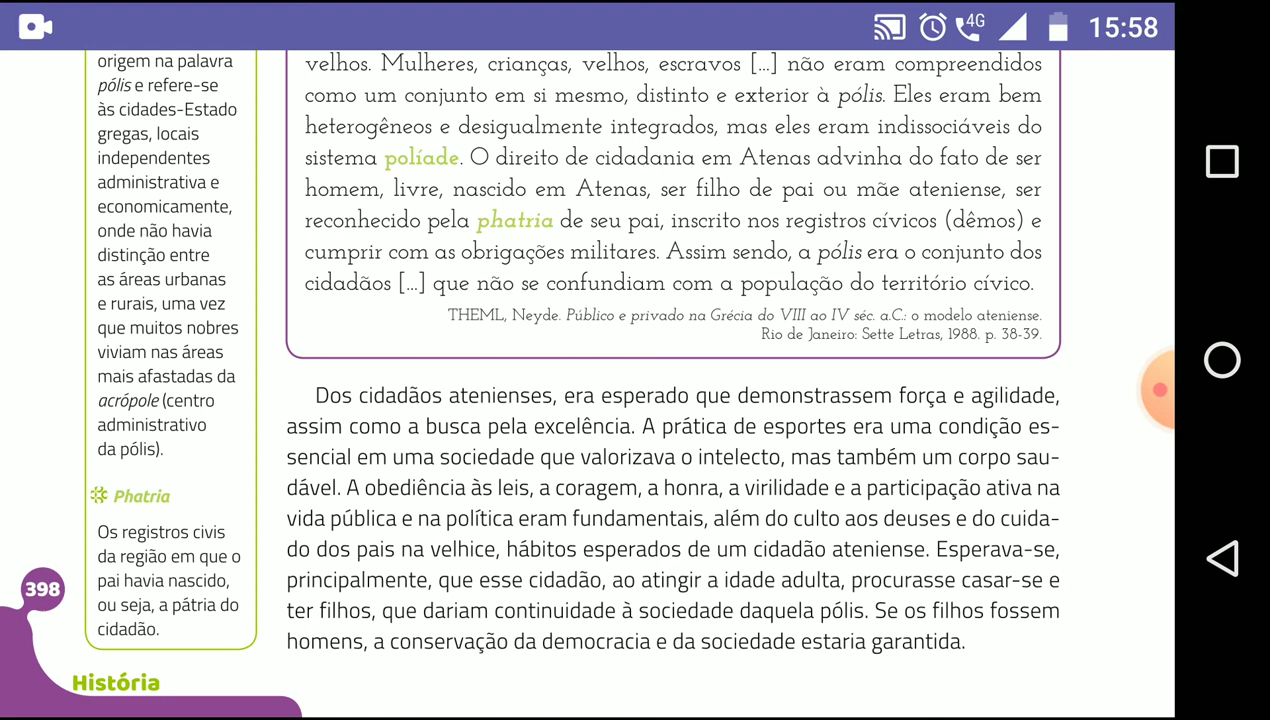 4G
15:58
origem na palavra
pólis e refere-se
às cidades-Estado
gregas, locais
independentes
administrativa e
economicamente,
onde não havia
distinção entre
as áreas urbanas
e rurais, uma vez
que muitos nobres
viviam nas áreas
mais afastadas da
acrópole (centro
administrativo
da pólis).
Phatria
Os registros civis
da região em que o
pai havia nascido,
ou seja, a pátria do
cidadão.
velhos. Mulheres, crianças, velhos, escravos [...] não eram compreendidos
como um conjunto em si mesmo, distinto e exterior à pólis. Eles eram bem
heterogêneos e desigualmente integrados, mas eles eram indissociáveis do
sistema políade. O direito de cidadania em Atenas advinha do fato de ser
homem, livre, nascido em Atenas, ser filho de pai ou mãe ateniense, ser
reconhecido pela phatria de seu pai, inscrito nos registros cívicos (dêmos) e
cumprir com as obrigações militares. Assim sendo, a pólis era o conjunto dos
cidadãos [...] que não se confundiam com a população do território cívico.
THEML, Neyde. Público e privado na Grécia do VIII ao IV séc. a.C.: o modelo ateniense.
Rio de Janeiro: Sette Letras, 1988. p. 38-39.
Dos cidadãos atenienses, era esperado que demonstrassem força e agilidade,
assim como a busca pela excelência. A prática de esportes era uma condição es-
sencial em uma sociedade que valorizava o intelecto, mas também um corpo sau-
dável. A obediência às leis, a coragem, a honra, a virilidade e a participação ativa na
vida pública e na política eram fundamentais, além do culto aos deuses e do cuida-
do dos pais na velhice, hábitos esperados de um cidadão ateniense. Esperava-se,
principalmente, que esse cidadão, ao atingir a idade adulta, procurasse casar-se e
ter filhos, que dariam continuidade à sociedade daquela pólis. Se os filhos fossem
homens, a conservação da democracia e da sociedade estaria garantida.
398
História